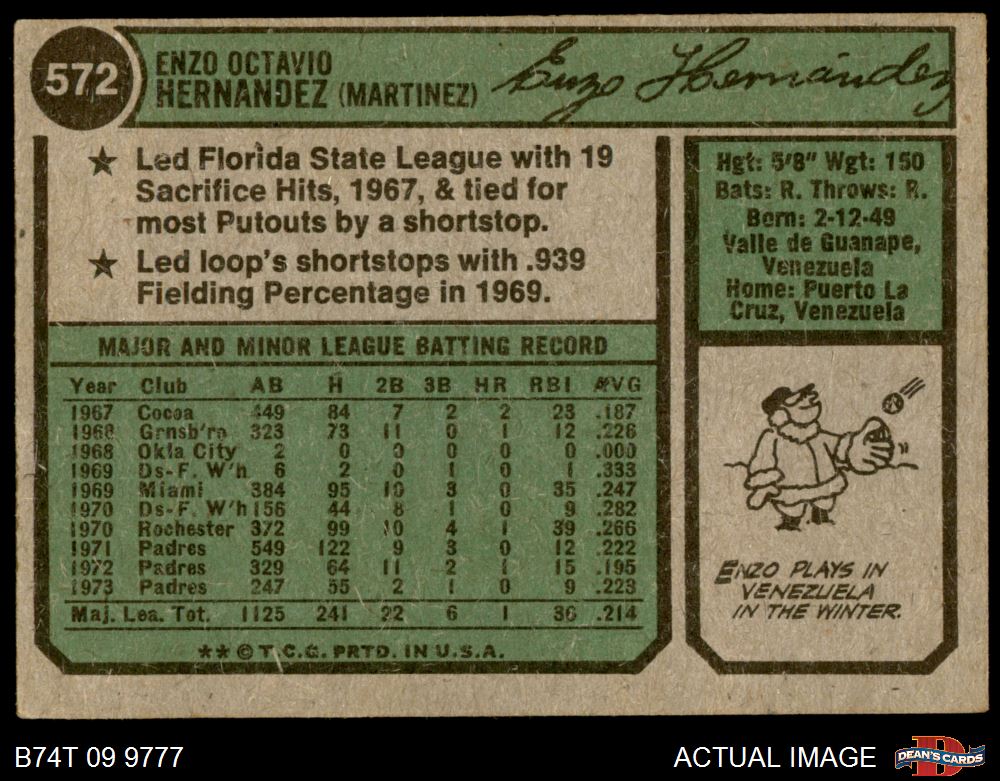 572
ENZO OCTAVIO
HERNANDEZ (MARTINEZ)
Enzo Hernández
★ Led Florida State League with 19
Sacrifice Hits, 1967, & tied for
most Putouts by a shortstop.
★ Led loop's shortstops with .939
Fielding Percentage in 1969.
Hgt: 5'8" Wgt: 150
Bats: R. Throws: R.
Born: 2-12-49
Valle de Guanape,
Venezuela
Home: Puerto La
Cruz, Venezuela
MAJOR AND MINOR LEAGUE BATTING RECORD
Year Club AB H 2B 3B HR RBI AVG
1967 Cocoa 449 84 7 2 2 23 .187
1968 Grnsb'ro 323 73 11 0 1 12 .226
1968 Okla City 2 0 0 0 0 0 .000
1969 Ds-F. W'h 6 2 0 1 0 1 .333
1969 Miami 384 95 10 3 0 35 .247
1970 Ds-F. W'h 156 44 8 1 0 9 .282
1970 Rochester 372 99 10 4 1 39 .266
1971 Padres 549 122 9 3 0 12 .222
1972 Padres 329 64 11 2 1 15 .195
1973 Padres 247 55 2 1 0 9 .223
Maj. Lea. Tot. 1125 241 22 6 1 36 .214
** © T.C.G. PRTD. IN U.S.A.
ENZO PLAYS IN
VENEZUELA
IN THE WINTER.
B74T 09 9777
ACTUAL IMAGE
D
DEAN'S CARDS